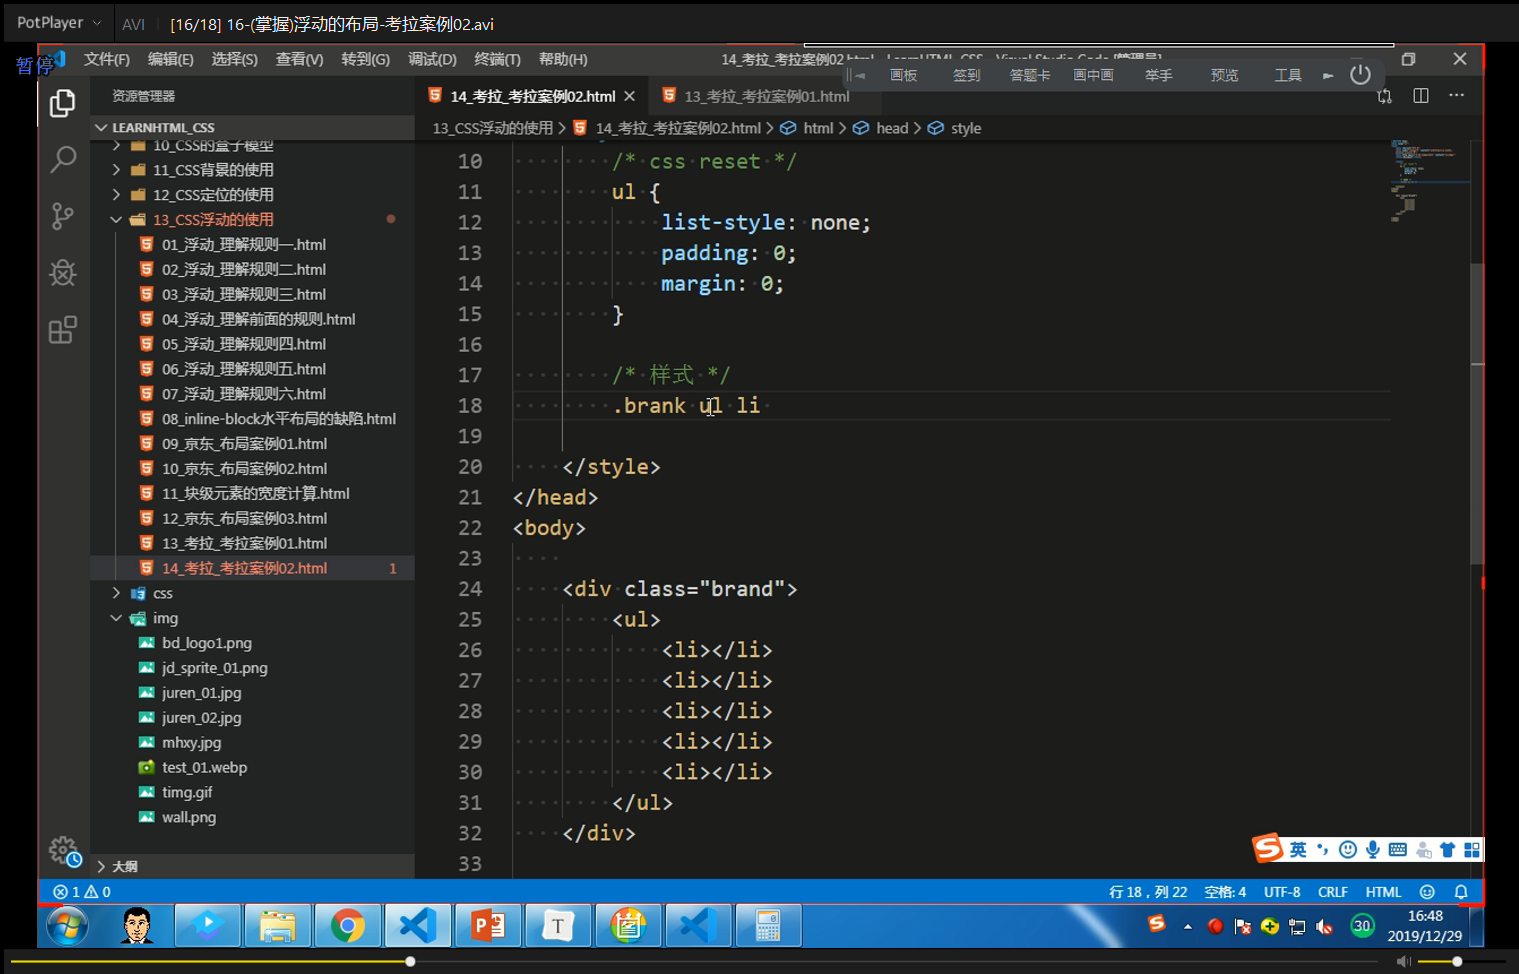 PotPlayer AVI [16/18] 16-(掌握)浮动的布局-考拉案例02.avi
暂停
文件(F) 编辑(E) 选择(S) 查看(V) 转到(G) 调试(D) 终端(T) 帮助(H)
画板 签到 答题卡 画中画 举手 预览 工具
资源管理器
14_考拉_考拉案例02.html
13_考拉_考拉案例01.html
LEARNHTML_CSS
13_CSS浮动的使用 > 14_考拉_考拉案例02.html > html > head > style
10_CSS的盒子模型
11_CSS背景的使用
12_CSS定位的使用
13_CSS浮动的使用
01_浮动_理解规则一.html
02_浮动_理解规则二.html
03_浮动_理解规则三.html
04_浮动_理解前面的规则.html
05_浮动_理解规则四.html
06_浮动_理解规则五.html
07_浮动_理解规则六.html
08_inline-block水平布局的缺陷.html
09_京东_布局案例01.html
10_京东_布局案例02.html
11_块级元素的宽度计算.html
12_京东_布局案例03.html
13_考拉_考拉案例01.html
14_考拉_考拉案例02.html 1
css
img
bd_logo1.png
jd_sprite_01.png
juren_01.jpg
juren_02.jpg
mhxy.jpg
test_01.webp
timg.gif
wall.png
大纲
10 /* css reset */
11 ul {
12 list-style: none;
13 padding: 0;
14 margin: 0;
15 }
16
17 /* 样式 */
18 .brank ul li
19
20 </style>
21 </head>
22 <body>
23
24 <div class="brand">
25 <ul>
26 <li></li>
27 <li></li>
28 <li></li>
29 <li></li>
30 <li></li>
31 </ul>
32 </div>
33
英
1 0 行 18，列 22 空格: 4 UTF-8 CRLF HTML
30
16:48
2019/12/29